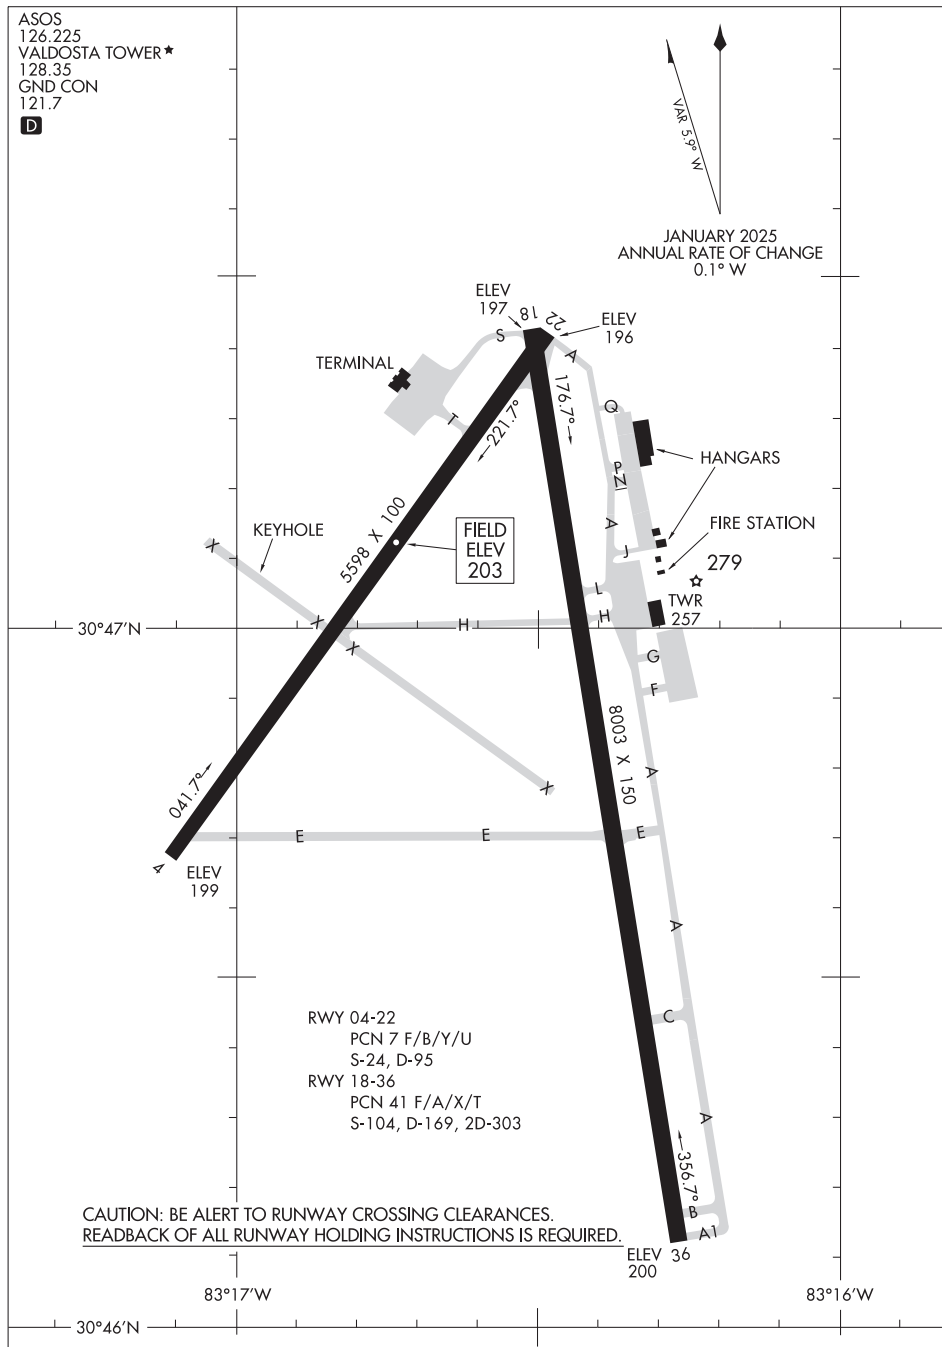 ASOS
126.225
VALDOSTA TOWER★
128.35
GND CON
121.7
D
VAR 5.9° W
JANUARY 2025
ANNUAL RATE OF CHANGE
0.1° W
ELEV
197
18
22
ELEV
196
S
A
TERMINAL
176.7°
Q
T
221.7°
HANGARS
P
N
I
5598 X 100
A
FIRE STATION
KEYHOLE
X
FIELD
ELEV
203
J
279
L
TWR
257
X
H
H
30°47'N
X
G
F
8003 X 150
A
X
041.7°
E
E
E
4
ELEV
199
A
C
RWY 04-22
PCN 7 F/B/Y/U
S-24, D-95
RWY 18-36
PCN 41 F/A/X/T
S-104, D-169, 2D-303
A
356.7°
B
A1
CAUTION: BE ALERT TO RUNWAY CROSSING CLEARANCES.
READBACK OF ALL RUNWAY HOLDING INSTRUCTIONS IS REQUIRED.
ELEV
200
36
83°17'W
83°16'W
30°46'N